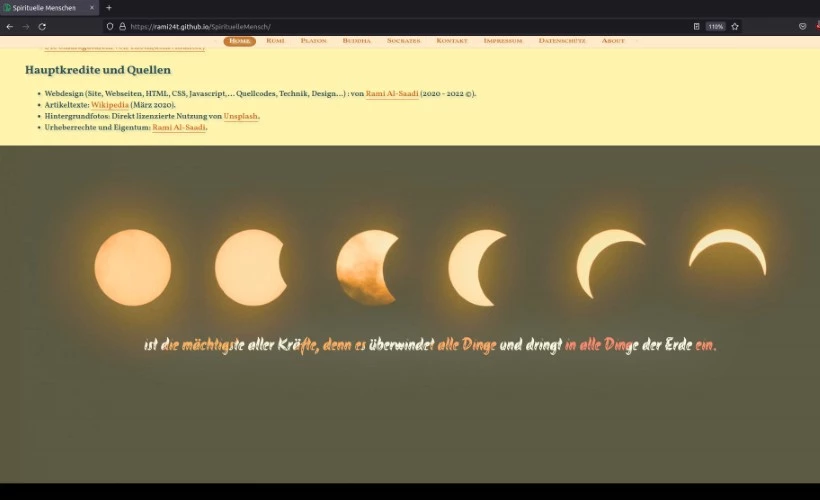 Spirituelle Menschen
https://rami24t.github.io/SpirituelleMensch/
110%
Home Rumi Platon Buddha Socrates Kontakt Impressum Datenschutz About
Hauptkredite und Quellen
Webdesign (Site, Webseiten, HTML, CSS, Javascript,... Quellcodes, Technik, Design...) : von Rami Al-Saadi (2020 - 2022 ©).
Artikeltexte: Wikipedia (März 2020).
Hintergrundfotos: Direkt lizenzierte Nutzung von Unsplash.
Urheberrechte und Eigentum: Rami Al-Saadi.
ist die mächtigste aller Kräfte, denn es überwindet alle Dinge und dringt in alle Dinge der Erde ein.